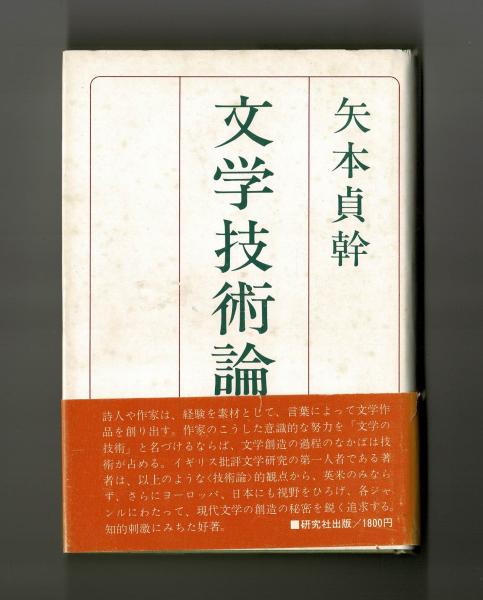 矢本貞幹
文学技術論
詩人や作家は、経験を素材として、言葉によって文学作
品を創り出す。作家のこうした意識的な努力を「文学の
技術」と名づけるならば、文学創造の過程のなかばは技
術が占める。イギリス批評文学研究の第一人者である著
者は、以上のような〈技術論〉的観点から、英米のみなら
ず、さらにヨーロッパ、日本にも視野をひろげ、各ジャ
ンルにわたって、現代文学の創造の秘密を鋭く追求する。
知的刺激にみちた好著。
■研究社出版/1800円